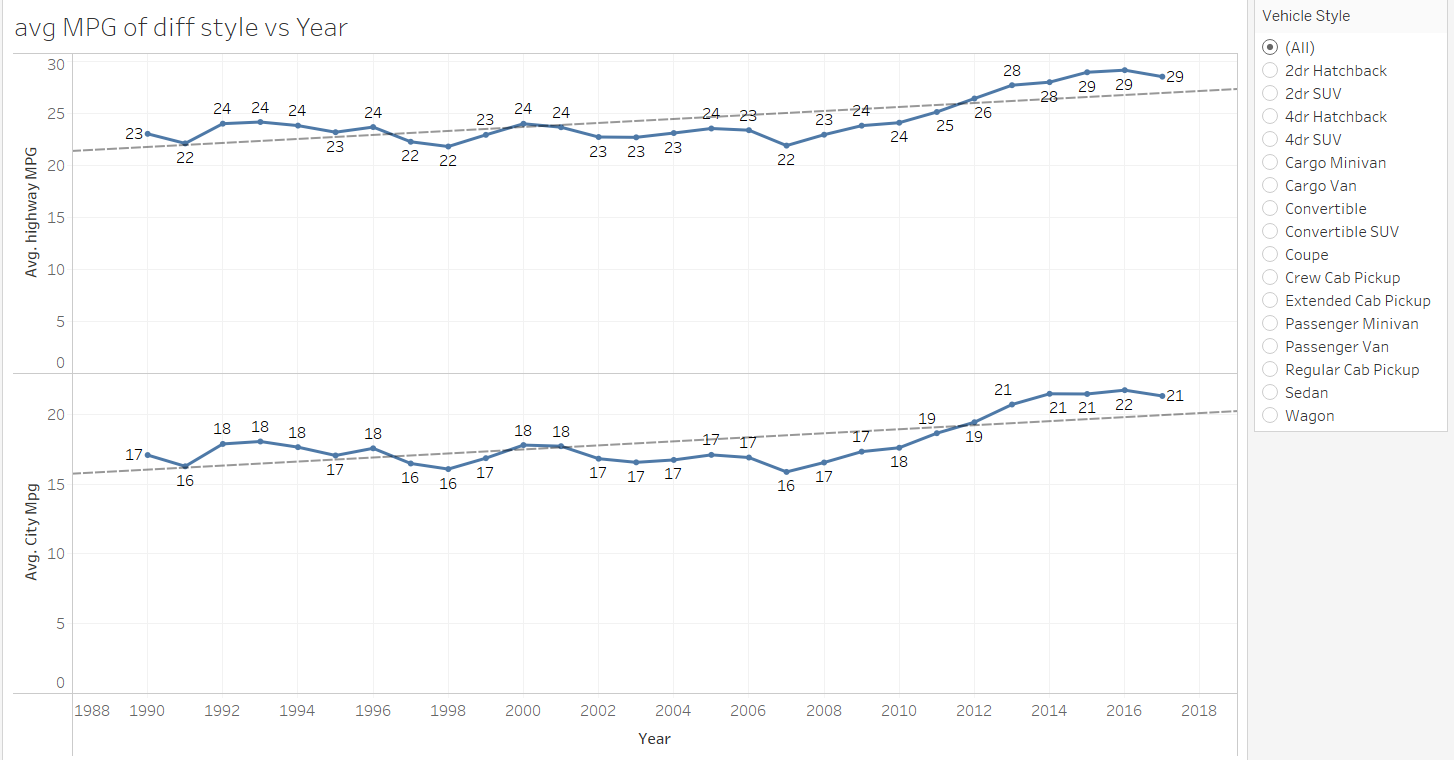 avg MPG of diff style vs Year
Avg. highway MPG
30
25
20
15
10
5
0
23 22 24 24 24 23 24 22 22 23 24 24 23 23 23 24 23 22 23 24 24 25 26 28 28 29 29 29
Avg. City Mpg
20
15
10
5
0
17 16 18 18 18 17 18 16 16 17 18 18 17 17 17 17 17 16 17 17 18 19 19 21 21 21 22 21
1988 1990 1992 1994 1996 1998 2000 2002 2004 2006 2008 2010 2012 2014 2016 2018
Year
Vehicle Style
(All)
2dr Hatchback
2dr SUV
4dr Hatchback
4dr SUV
Cargo Minivan
Cargo Van
Convertible
Convertible SUV
Coupe
Crew Cab Pickup
Extended Cab Pickup
Passenger Minivan
Passenger Van
Regular Cab Pickup
Sedan
Wagon